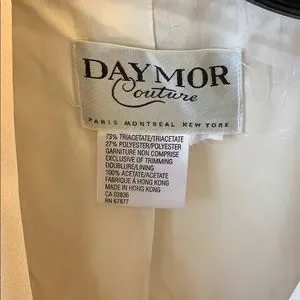 DAYMOR
Couture
PARIS MONTREAL NEW YORK
73% TRIACETATE/TRIACETATE
27% POLYESTER/POLYESTER
GARNITURE NON COMPRISE
EXCLUSIVE OF TRIMMING
DOUBLURE/LINING
100% ACETATE/ACETATE
FABRIQUÉ À HONG KONG
MADE IN HONG KONG
CA 02835
RN 67877